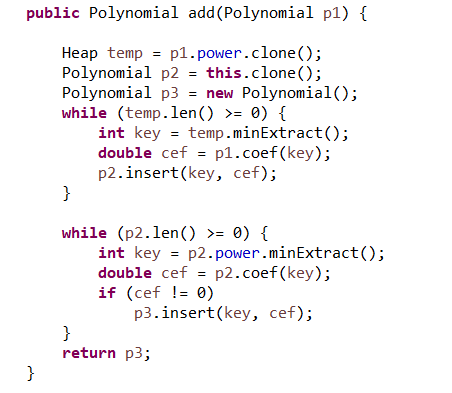 public Polynomial add(Polynomial p1) {
Heap temp = p1.power.clone();
Polynomial p2 = this.clone();
Polynomial p3 = new Polynomial();
while (temp.len() >= 0) {
int key = temp.minExtract();
double cef = p1.coef(key);
p2.insert(key, cef);
}
while (p2.len() >= 0) {
int key = p2.power.minExtract();
double cef = p2.coef(key);
if (cef != 0)
p3.insert(key, cef);
}
return p3;
}